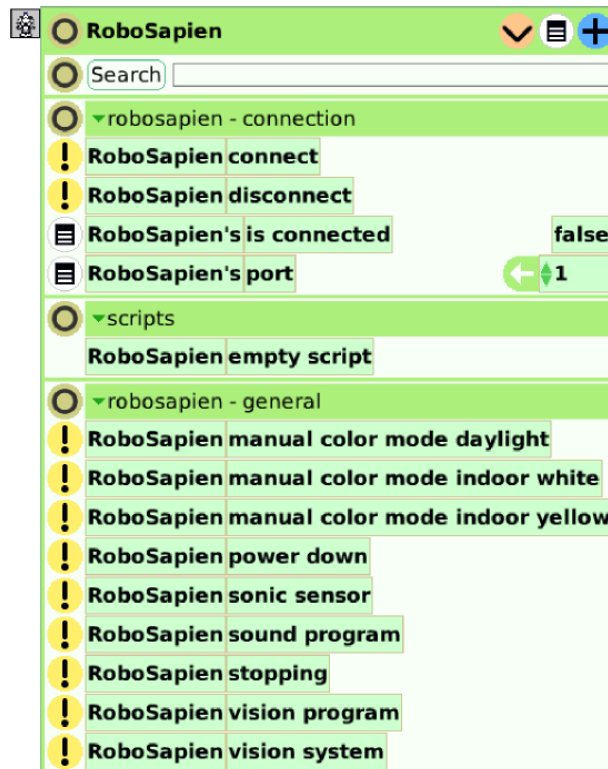 RoboSapien
Search
robosapien - connection
RoboSapien connect
RoboSapien disconnect
RoboSapien's is connected false
RoboSapien's port 1
scripts
RoboSapien empty script
robosapien - general
RoboSapien manual color mode daylight
RoboSapien manual color mode indoor white
RoboSapien manual color mode indoor yellow
RoboSapien power down
RoboSapien sonic sensor
RoboSapien sound program
RoboSapien stopping
RoboSapien vision program
RoboSapien vision system